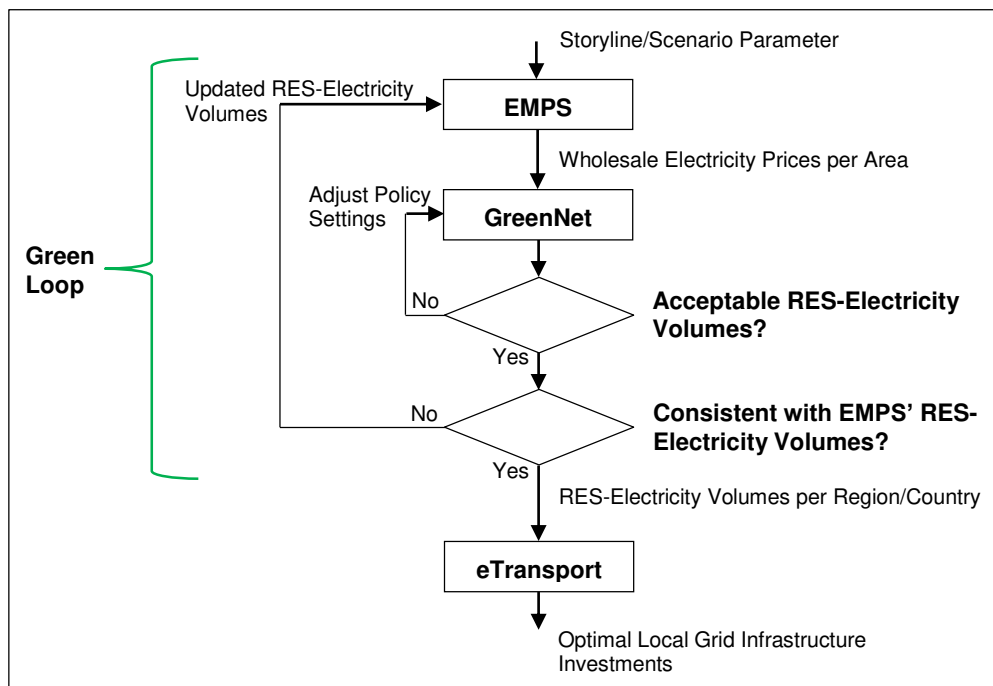 Storyline/Scenario Parameter
Updated RES-Electricity
Volumes
EMPS
Wholesale Electricity Prices per Area
Adjust Policy
Settings
GreenNet
Green
Loop
No
Acceptable RES-Electricity
Volumes?
Yes
No
Consistent with EMPS’ RES-
Electricity Volumes?
Yes
RES-Electricity Volumes per Region/Country
eTransport
Optimal Local Grid Infrastructure
Investments